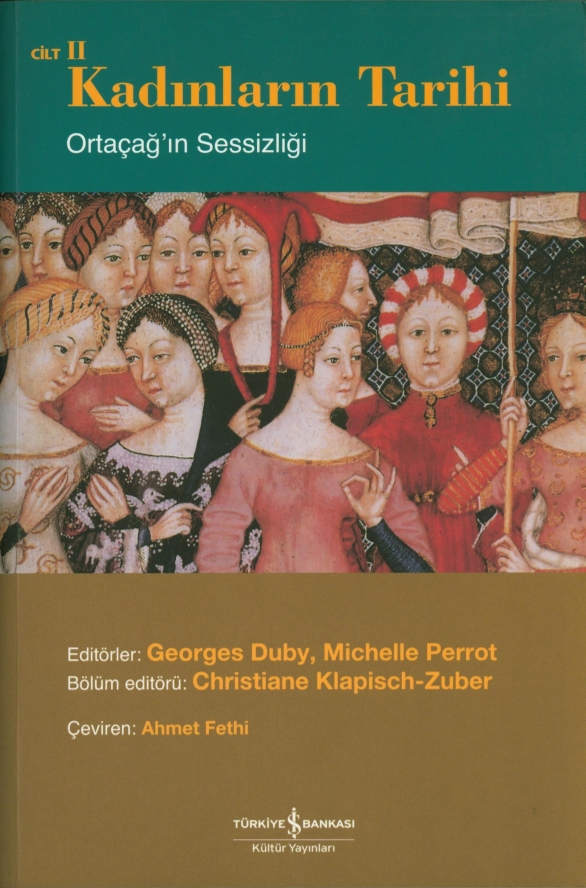 CİLT II
Kadınların Tarihi
Ortaçağ'ın Sessizliği
Editörler: Georges Duby, Michelle Perrot
Bölüm editörü: Christiane Klapisch-Zuber
Çeviren: Ahmet Fethi
TÜRKİYE İŞ BANKASI
Kültür Yayınları